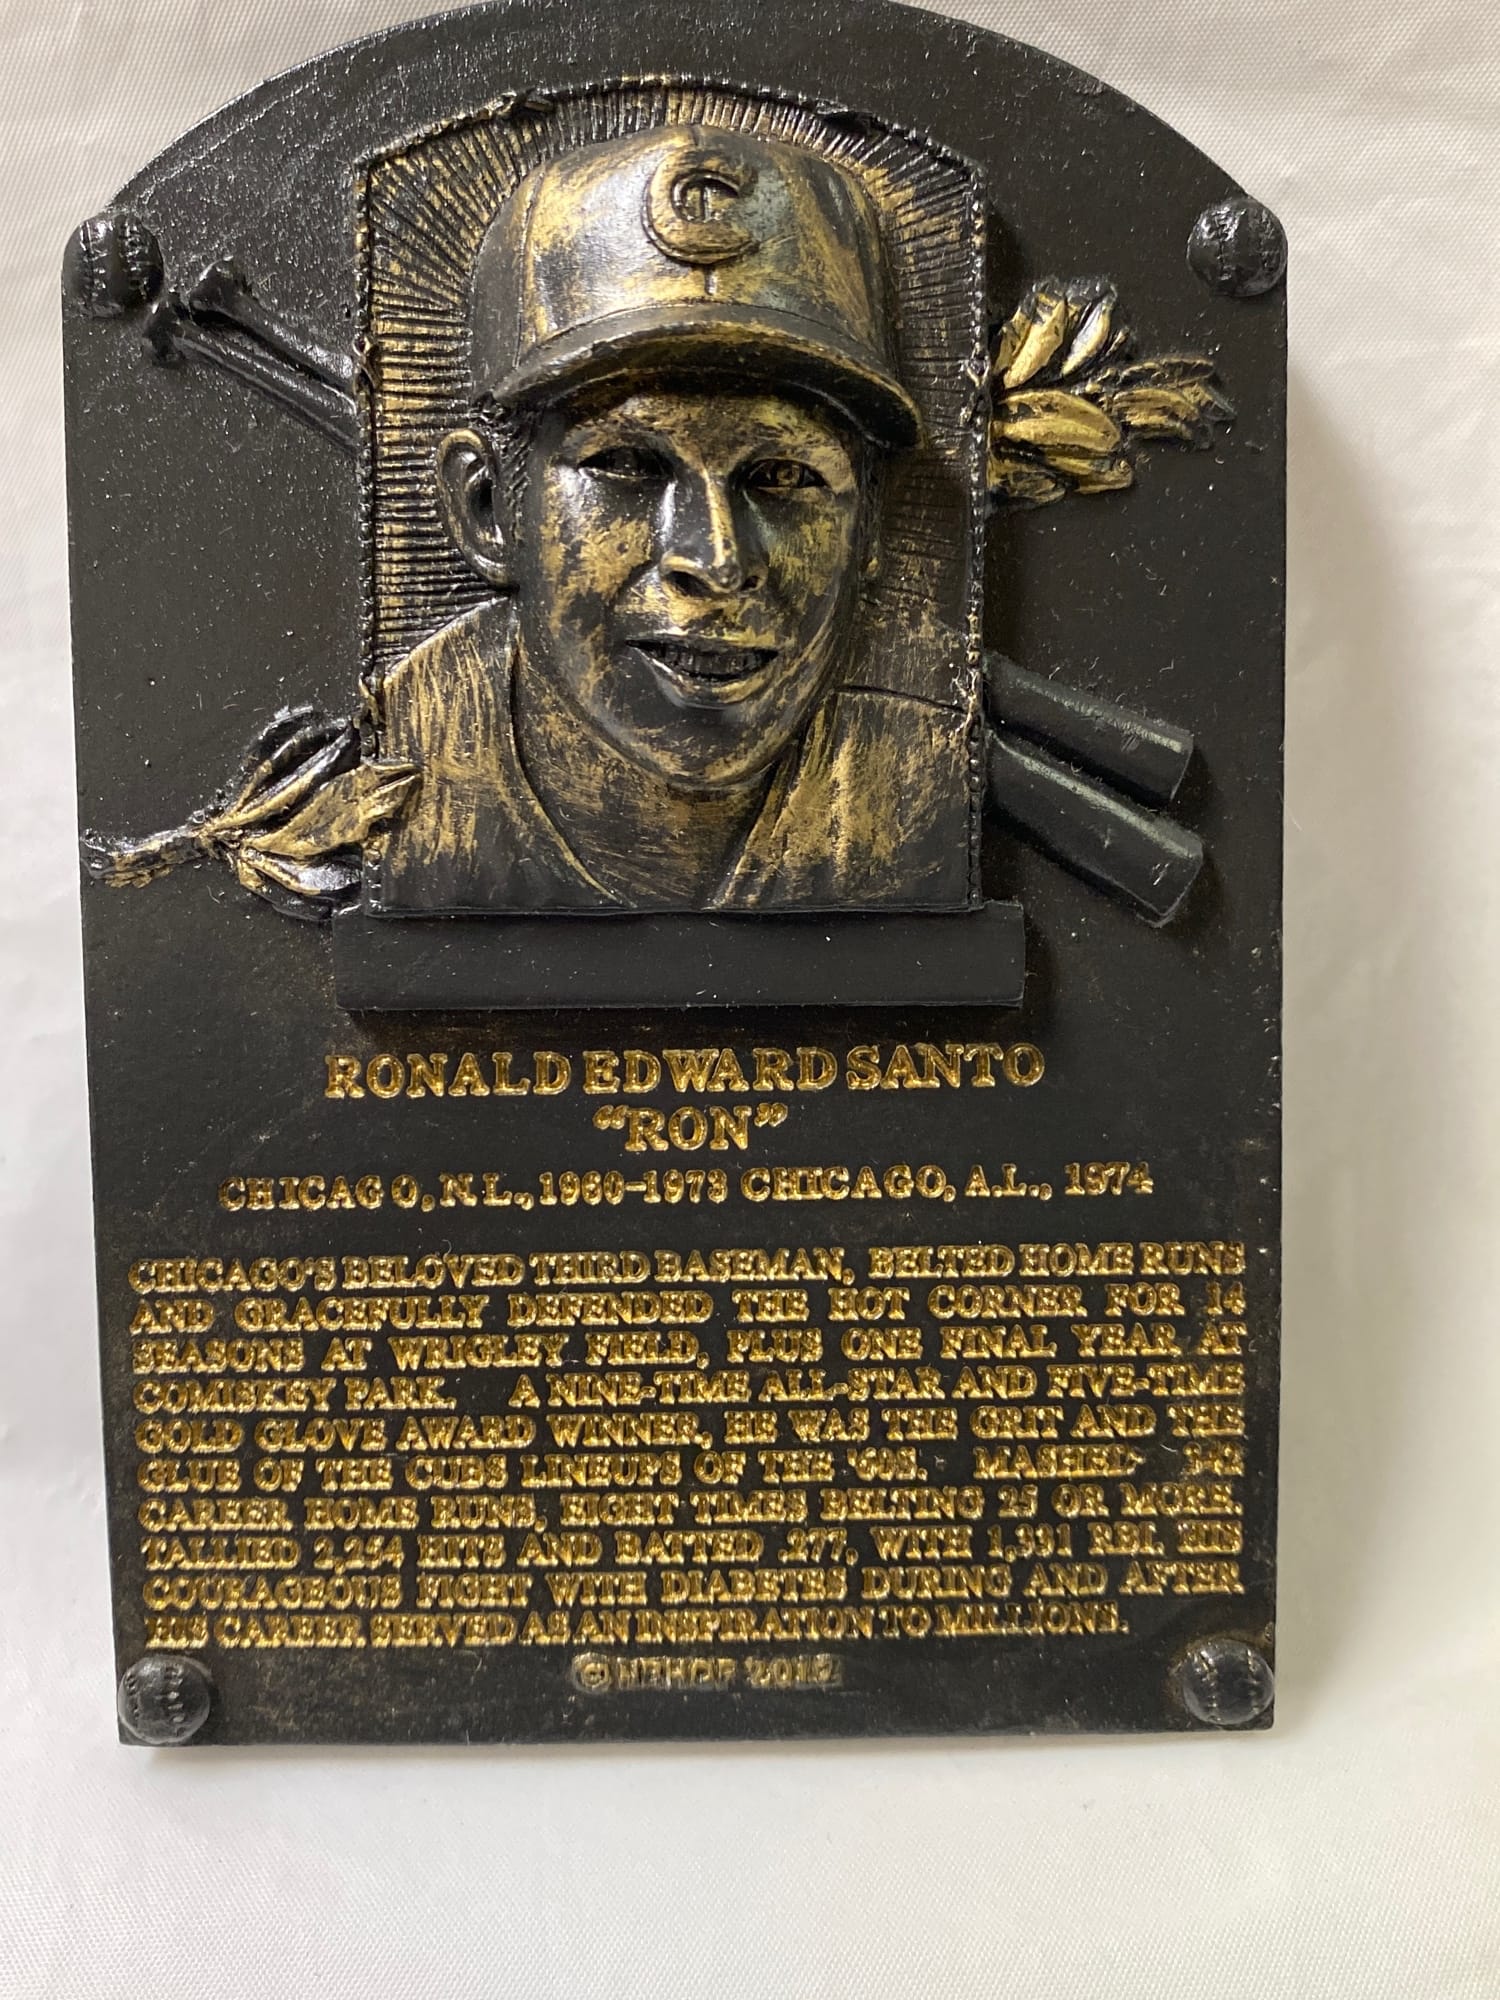 C
RONALD EDWARD SANTO
“RON”
CHICAGO, N.L., 1960-1973 CHICAGO, A.L., 1974
CHICAGO'S BELOVED THIRD BASEMAN, BELTED HOME RUNS
AND GRACEFULLY DEFENDED THE HOT CORNER FOR 14
SEASONS AT WRIGLEY FIELD, PLUS ONE FINAL YEAR AT
COMISKEY PARK. A NINE-TIME ALL-STAR AND FIVE-TIME
GOLD GLOVE AWARD WINNER, HE WAS THE GRIT AND THE
GLUE OF THE CUBS LINEUPS OF THE '60S. MASHED 342
CAREER HOME RUNS, EIGHT TIMES BELTING 25 OR MORE.
TALLIED 2,254 HITS AND BATTED .277, WITH 1,331 RBI. HIS
COURAGEOUS FIGHT WITH DIABETES DURING AND AFTER
HIS CAREER SERVED AS AN INSPIRATION TO MILLIONS.
© NBHOF 2012